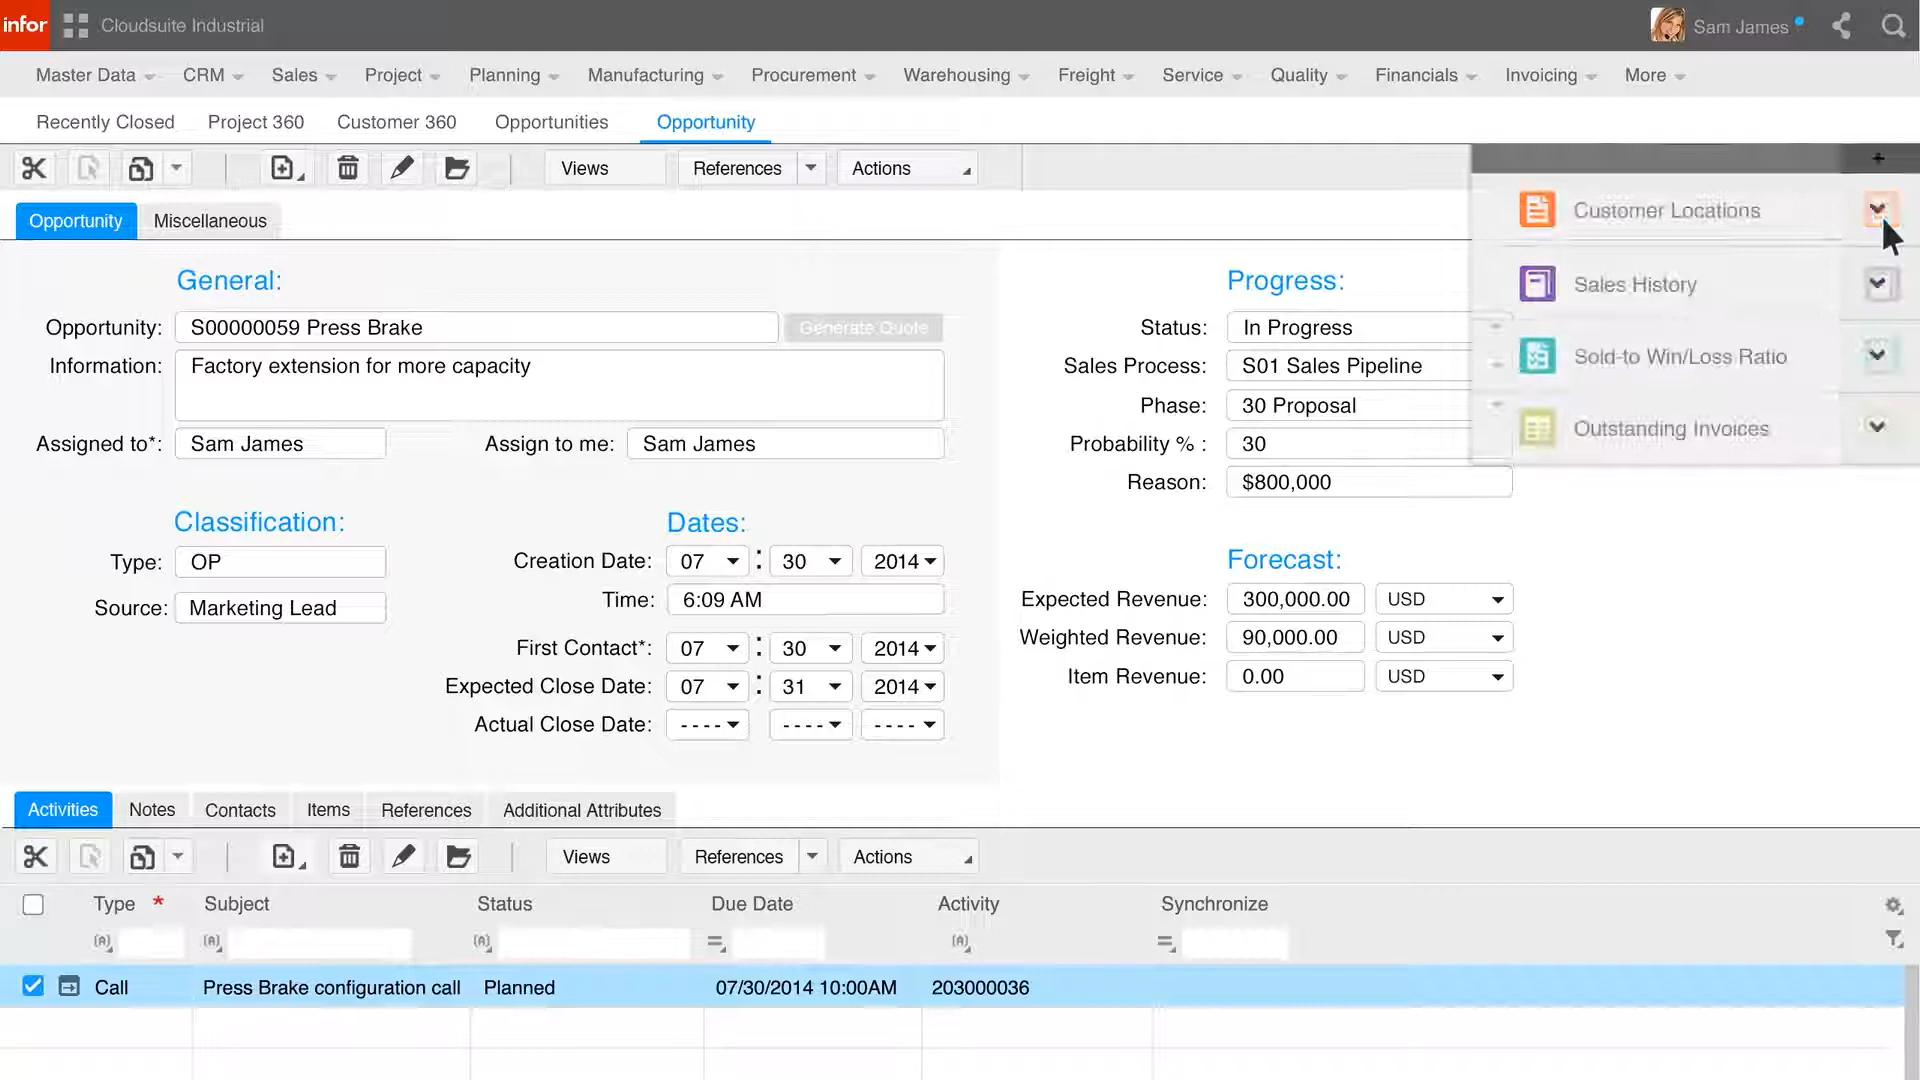 infor Cloudsuite Industrial Sam James
Master Data CRM Sales Project Planning Manufacturing Procurement Warehousing Freight Service Quality Financials Invoicing More
Recently Closed Project 360 Customer 360 Opportunities Opportunity
Views References Actions
Customer Locations
Sales History
Sold-to Win/Loss Ratio
Outstanding Invoices
Opportunity Miscellaneous
General:
Opportunity: S00000059 Press Brake Generate Quote
Information: Factory extension for more capacity
Assigned to*: Sam James Assign to me: Sam James
Classification:
Type: OP
Source: Marketing Lead
Dates:
Creation Date: 07 : 30 2014
Time: 6:09 AM
First Contact*: 07 : 30 2014
Expected Close Date: 07 : 31 2014
Actual Close Date: ---- ---- ----
Progress:
Status: In Progress
Sales Process: S01 Sales Pipeline
Phase: 30 Proposal
Probability % : 30
Reason: $800,000
Forecast:
Expected Revenue: 300,000.00 USD
Weighted Revenue: 90,000.00 USD
Item Revenue: 0.00 USD
Activities Notes Contacts Items References Additional Attributes
Views References Actions
Type * Subject Status Due Date Activity Synchronize
(A) (A) (A) = (A) =
Call Press Brake configuration call Planned 07/30/2014 10:00AM 203000036